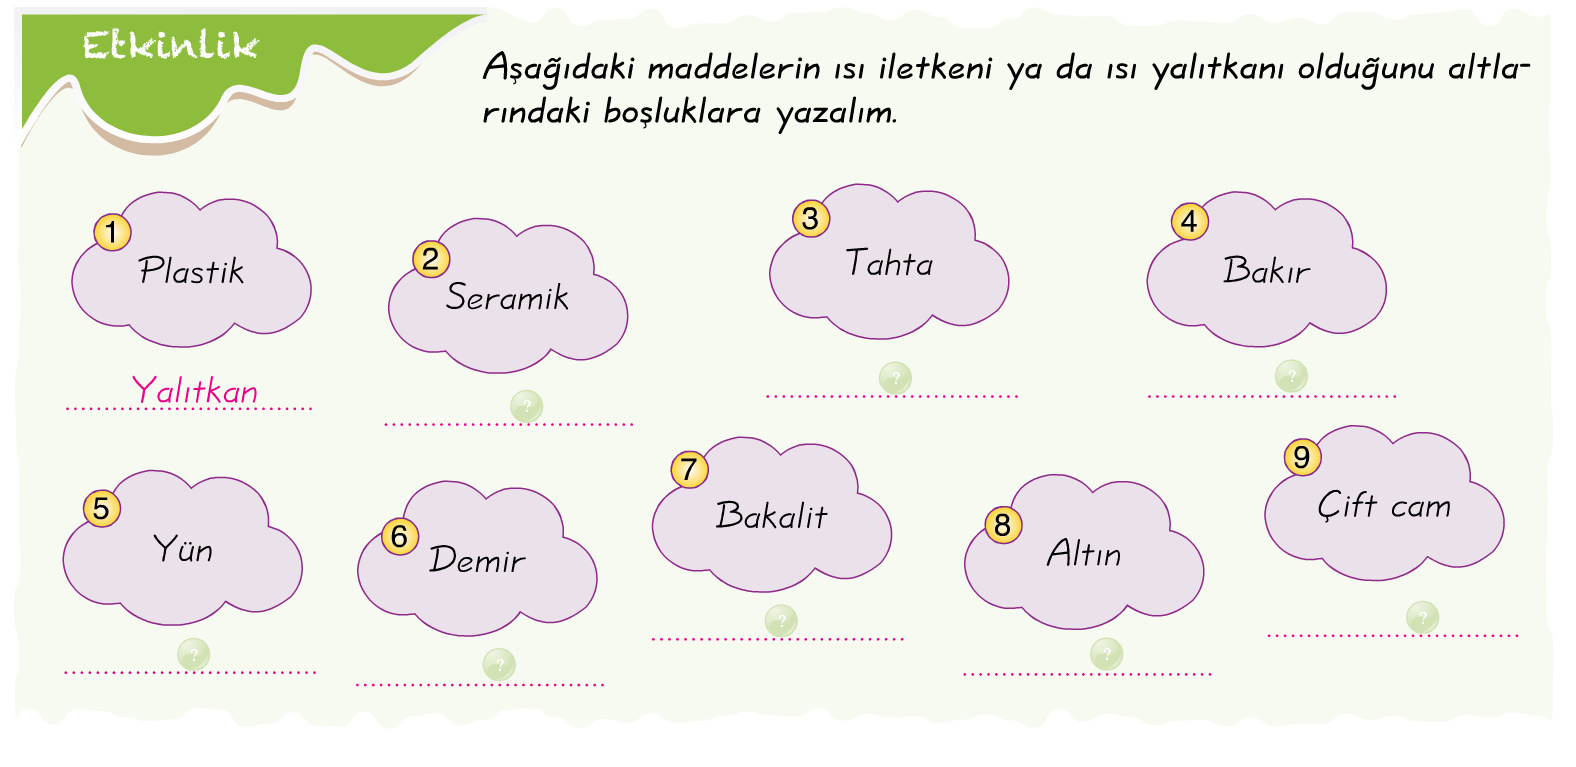 Etkinlik
Aşağıdaki maddelerin ısı iletkeni ya da ısı yalıtkanı olduğunu altla-
rındaki boşluklara yazalım.
1
Plastik
Yalıtkan
2
Seramik
?
3
Tahta
?
4
Bakır
?
5
Yün
?
6
Demir
?
7
Bakalit
?
8
Altın
?
9
Çift cam
?